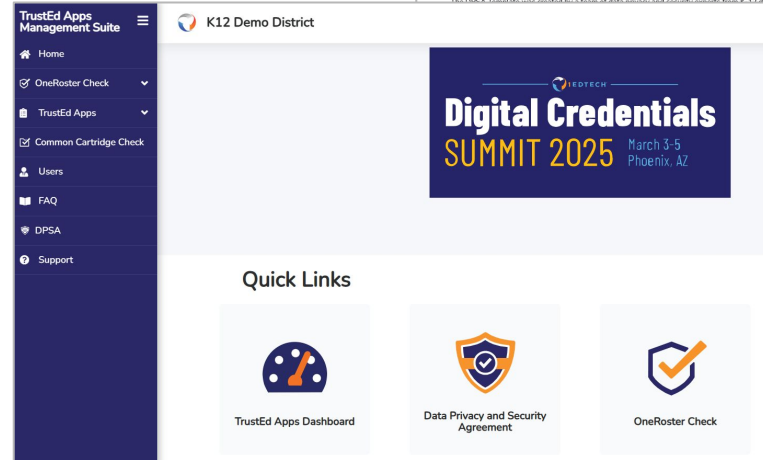 TrustEd Apps
Management Suite
Home
OneRoster Check
TrustEd Apps
Common Cartridge Check
Users
FAQ
DPSA
Support
K12 Demo District
1EDTECH
Digital Credentials
SUMMIT 2025
March 3-5
Phoenix, AZ
Quick Links
TrustEd Apps Dashboard
Data Privacy and Security
Agreement
OneRoster Check